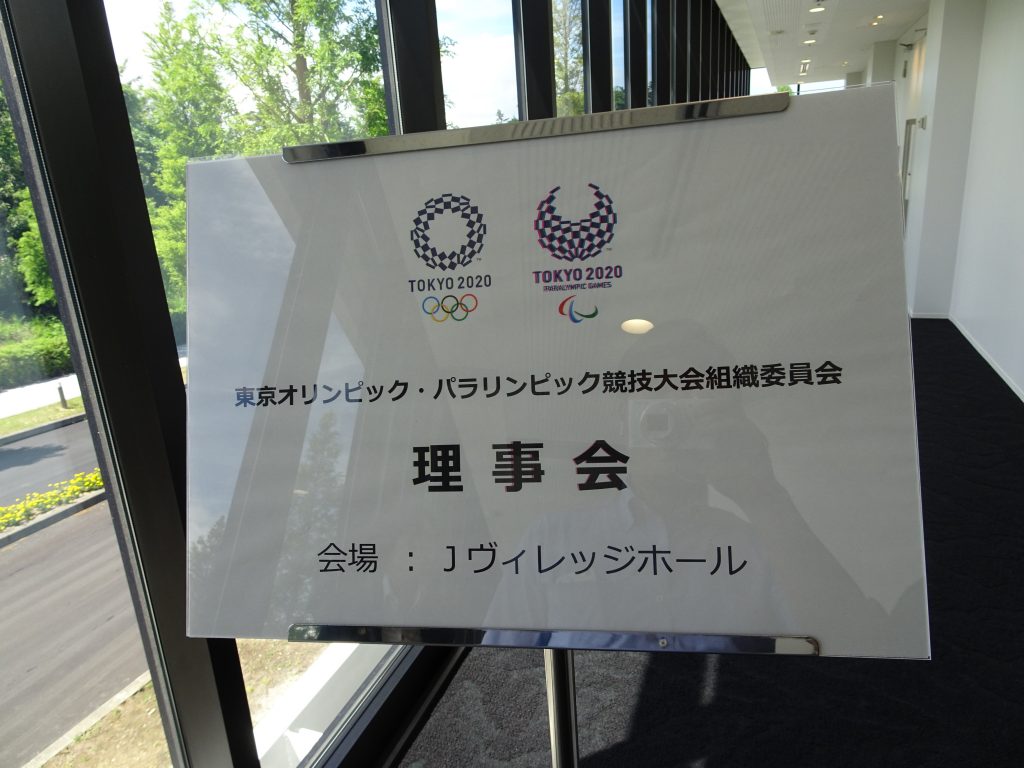 TOKYO 2020
TOKYO 2020
PARALYMPIC GAMES
東京オリンピック・パラリンピック競技大会組織委員会
理事会
会場 : Jヴィレッジホール